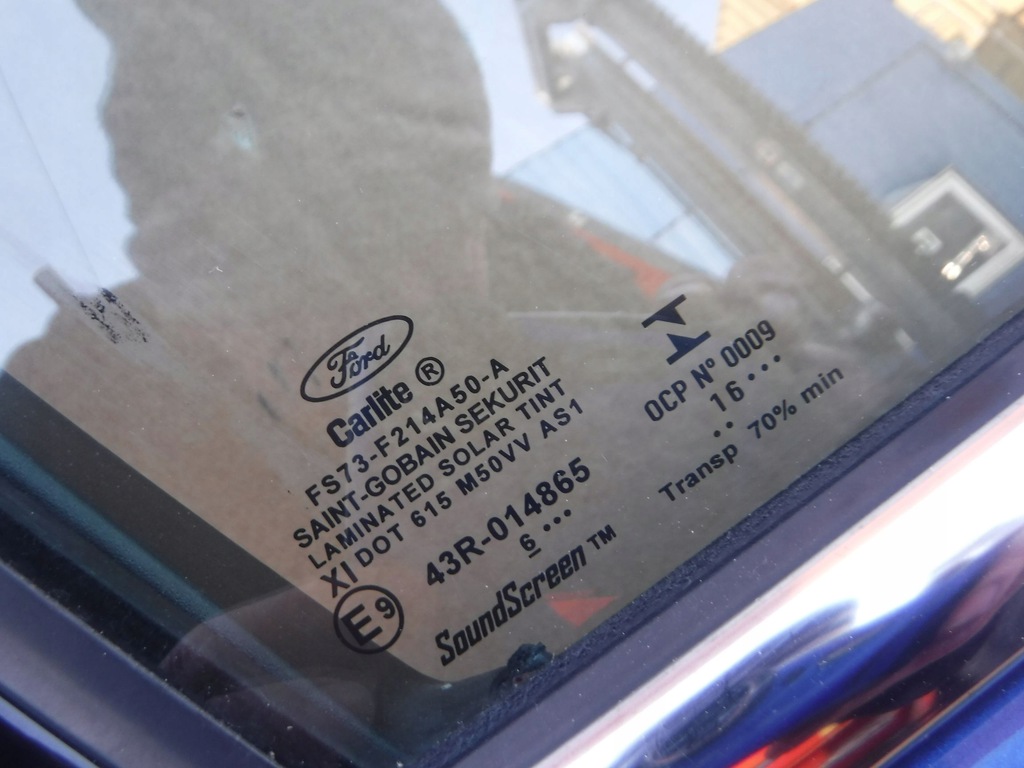 Ford
Carlite ®
FS73-F214A50-A
SAINT-GOBAIN SEKURIT
LAMINATED SOLAR TINT
XI DOT 615 M50VV AS1
E9
43R-014865
6...
SoundScreen™
OCP Nº 0009
..16...
Transp 70% min